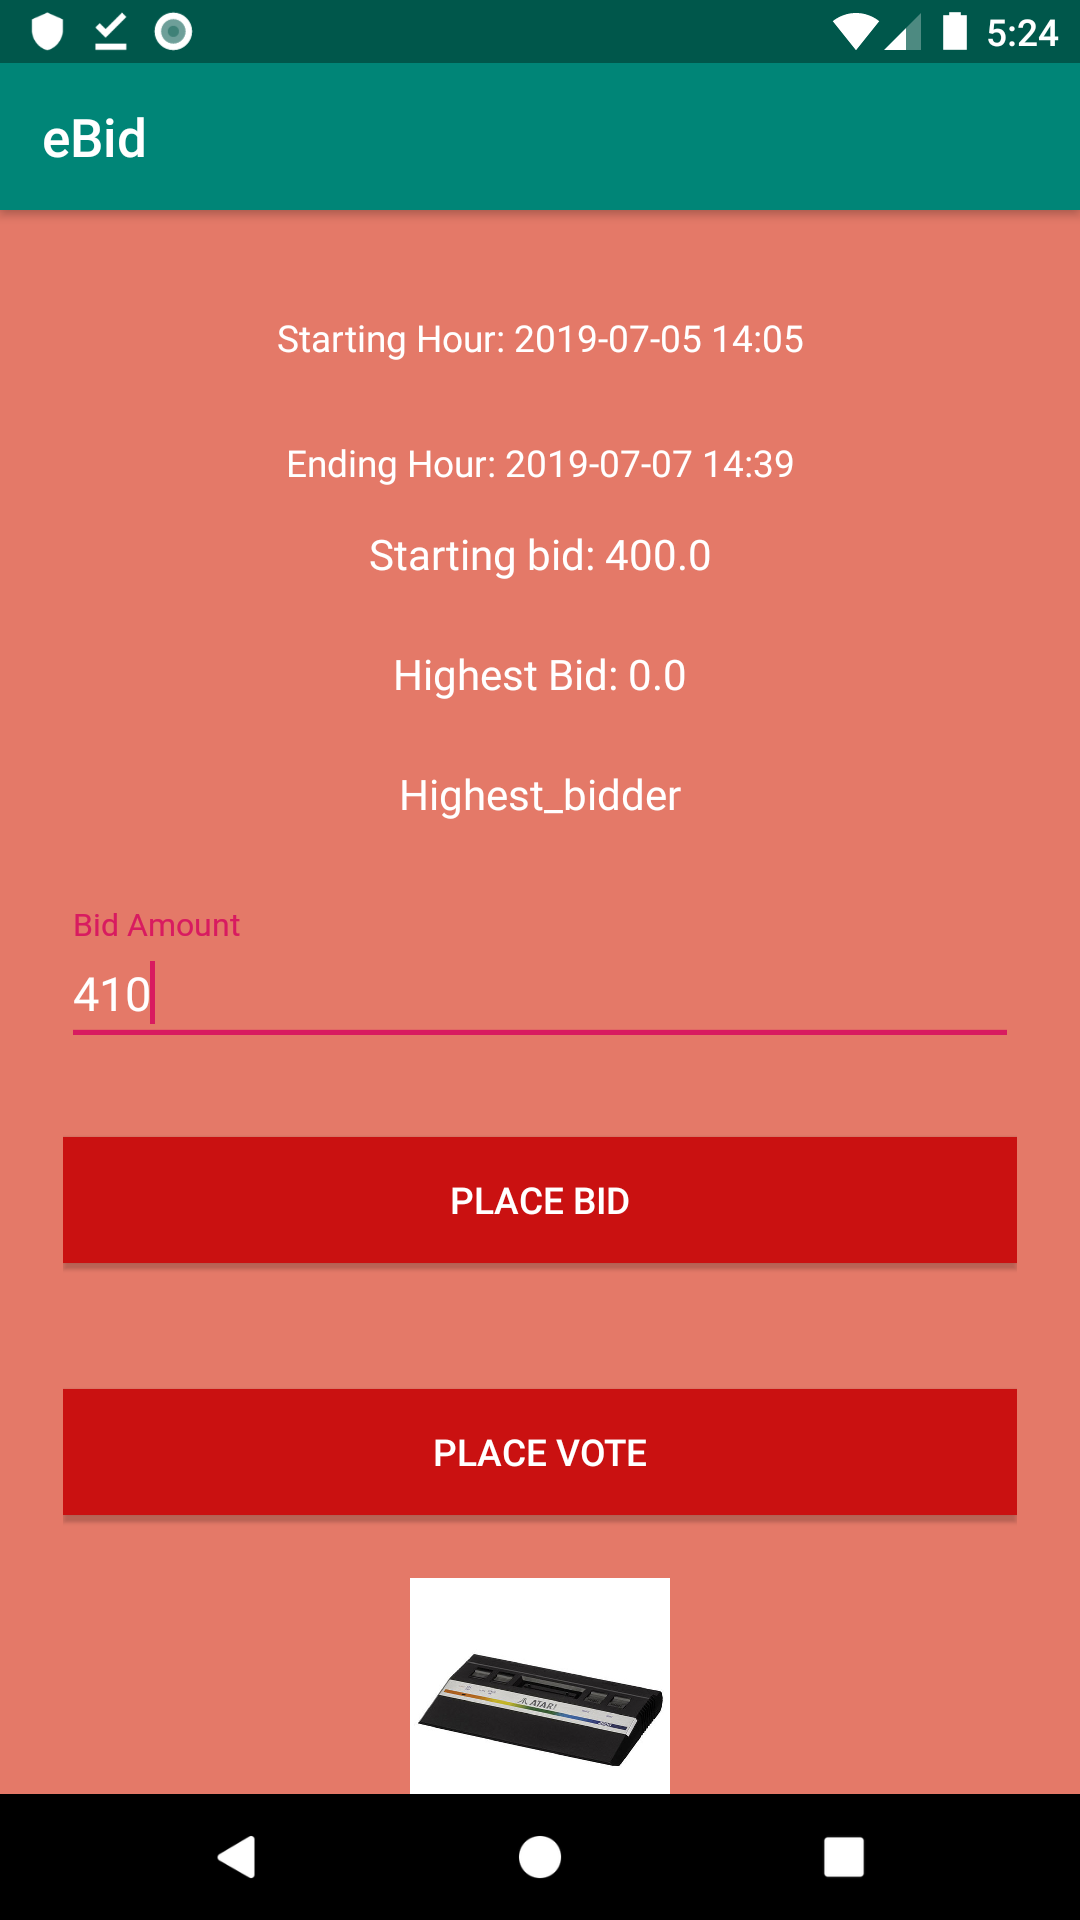 5:24
eBid
Starting Hour: 2019-07-05 14:05
Ending Hour: 2019-07-07 14:39
Starting bid: 400.0
Highest Bid: 0.0
Highest_bidder
Bid Amount
410
PLACE BID
PLACE VOTE
ATARI